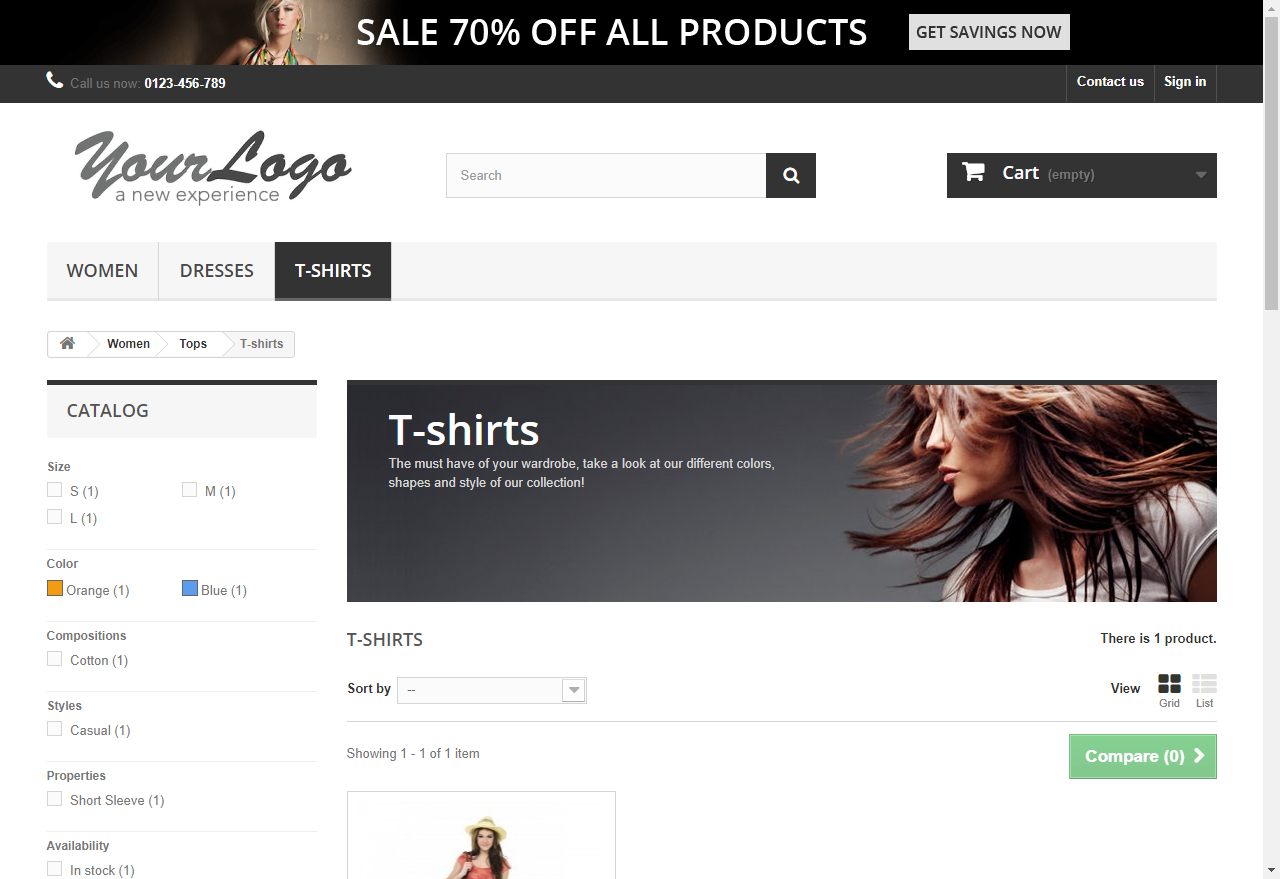 SALE 70% OFF ALL PRODUCTS GET SAVINGS NOW
Call us now: 0123-456-789 Contact us Sign in
YourLogo
a new experience
Search
Cart (empty)
WOMEN DRESSES T-SHIRTS
Women Tops T-shirts
CATALOG
Size
S (1) M (1)
L (1)
Color
Orange (1) Blue (1)
Compositions
Cotton (1)
Styles
Casual (1)
Properties
Short Sleeve (1)
Availability
In stock (1)
T-shirts
The must have of your wardrobe, take a look at our different colors,
shapes and style of our collection!
T-SHIRTS There is 1 product.
Sort by -- View Grid List
Showing 1 - 1 of 1 item Compare (0)